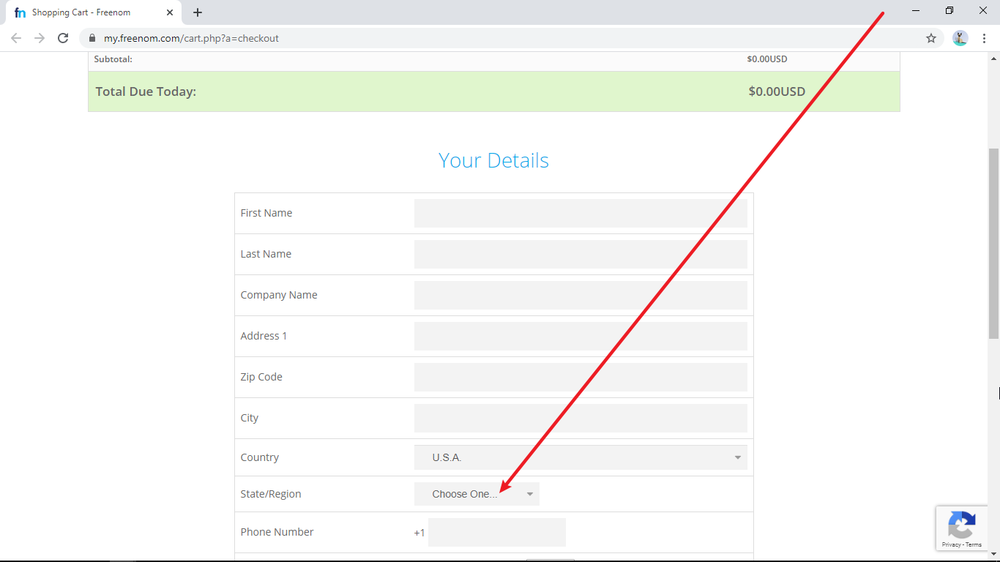 fn Shopping Cart - Freenom
my.freenom.com/cart.php?a=checkout
Subtotal: $0.00USD
Total Due Today: $0.00USD
Your Details
First Name
Last Name
Company Name
Address 1
Zip Code
City
Country U.S.A.
State/Region Choose One...
Phone Number +1
Privacy - Terms